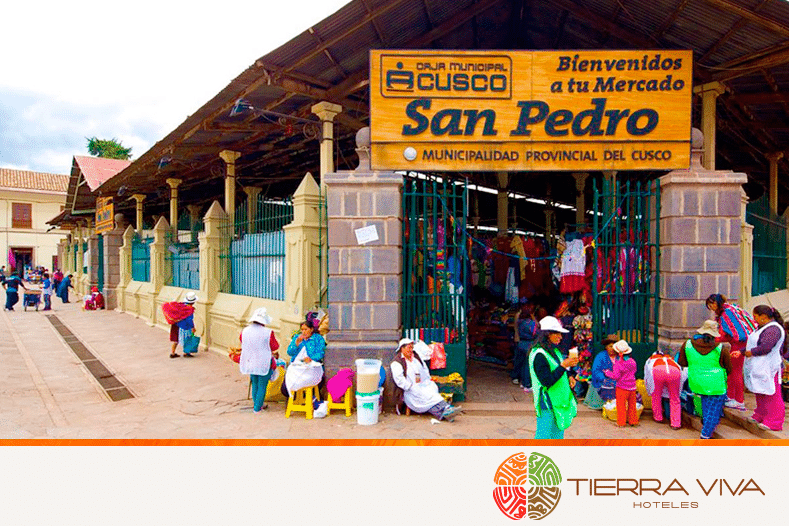 CAJA MUNICIPAL
CUSCO
Bienvenidos
a tu Mercado
San Pedro
MUNICIPALIDAD PROVINCIAL DEL CUSCO
TIERRA VIVA
HOTELES